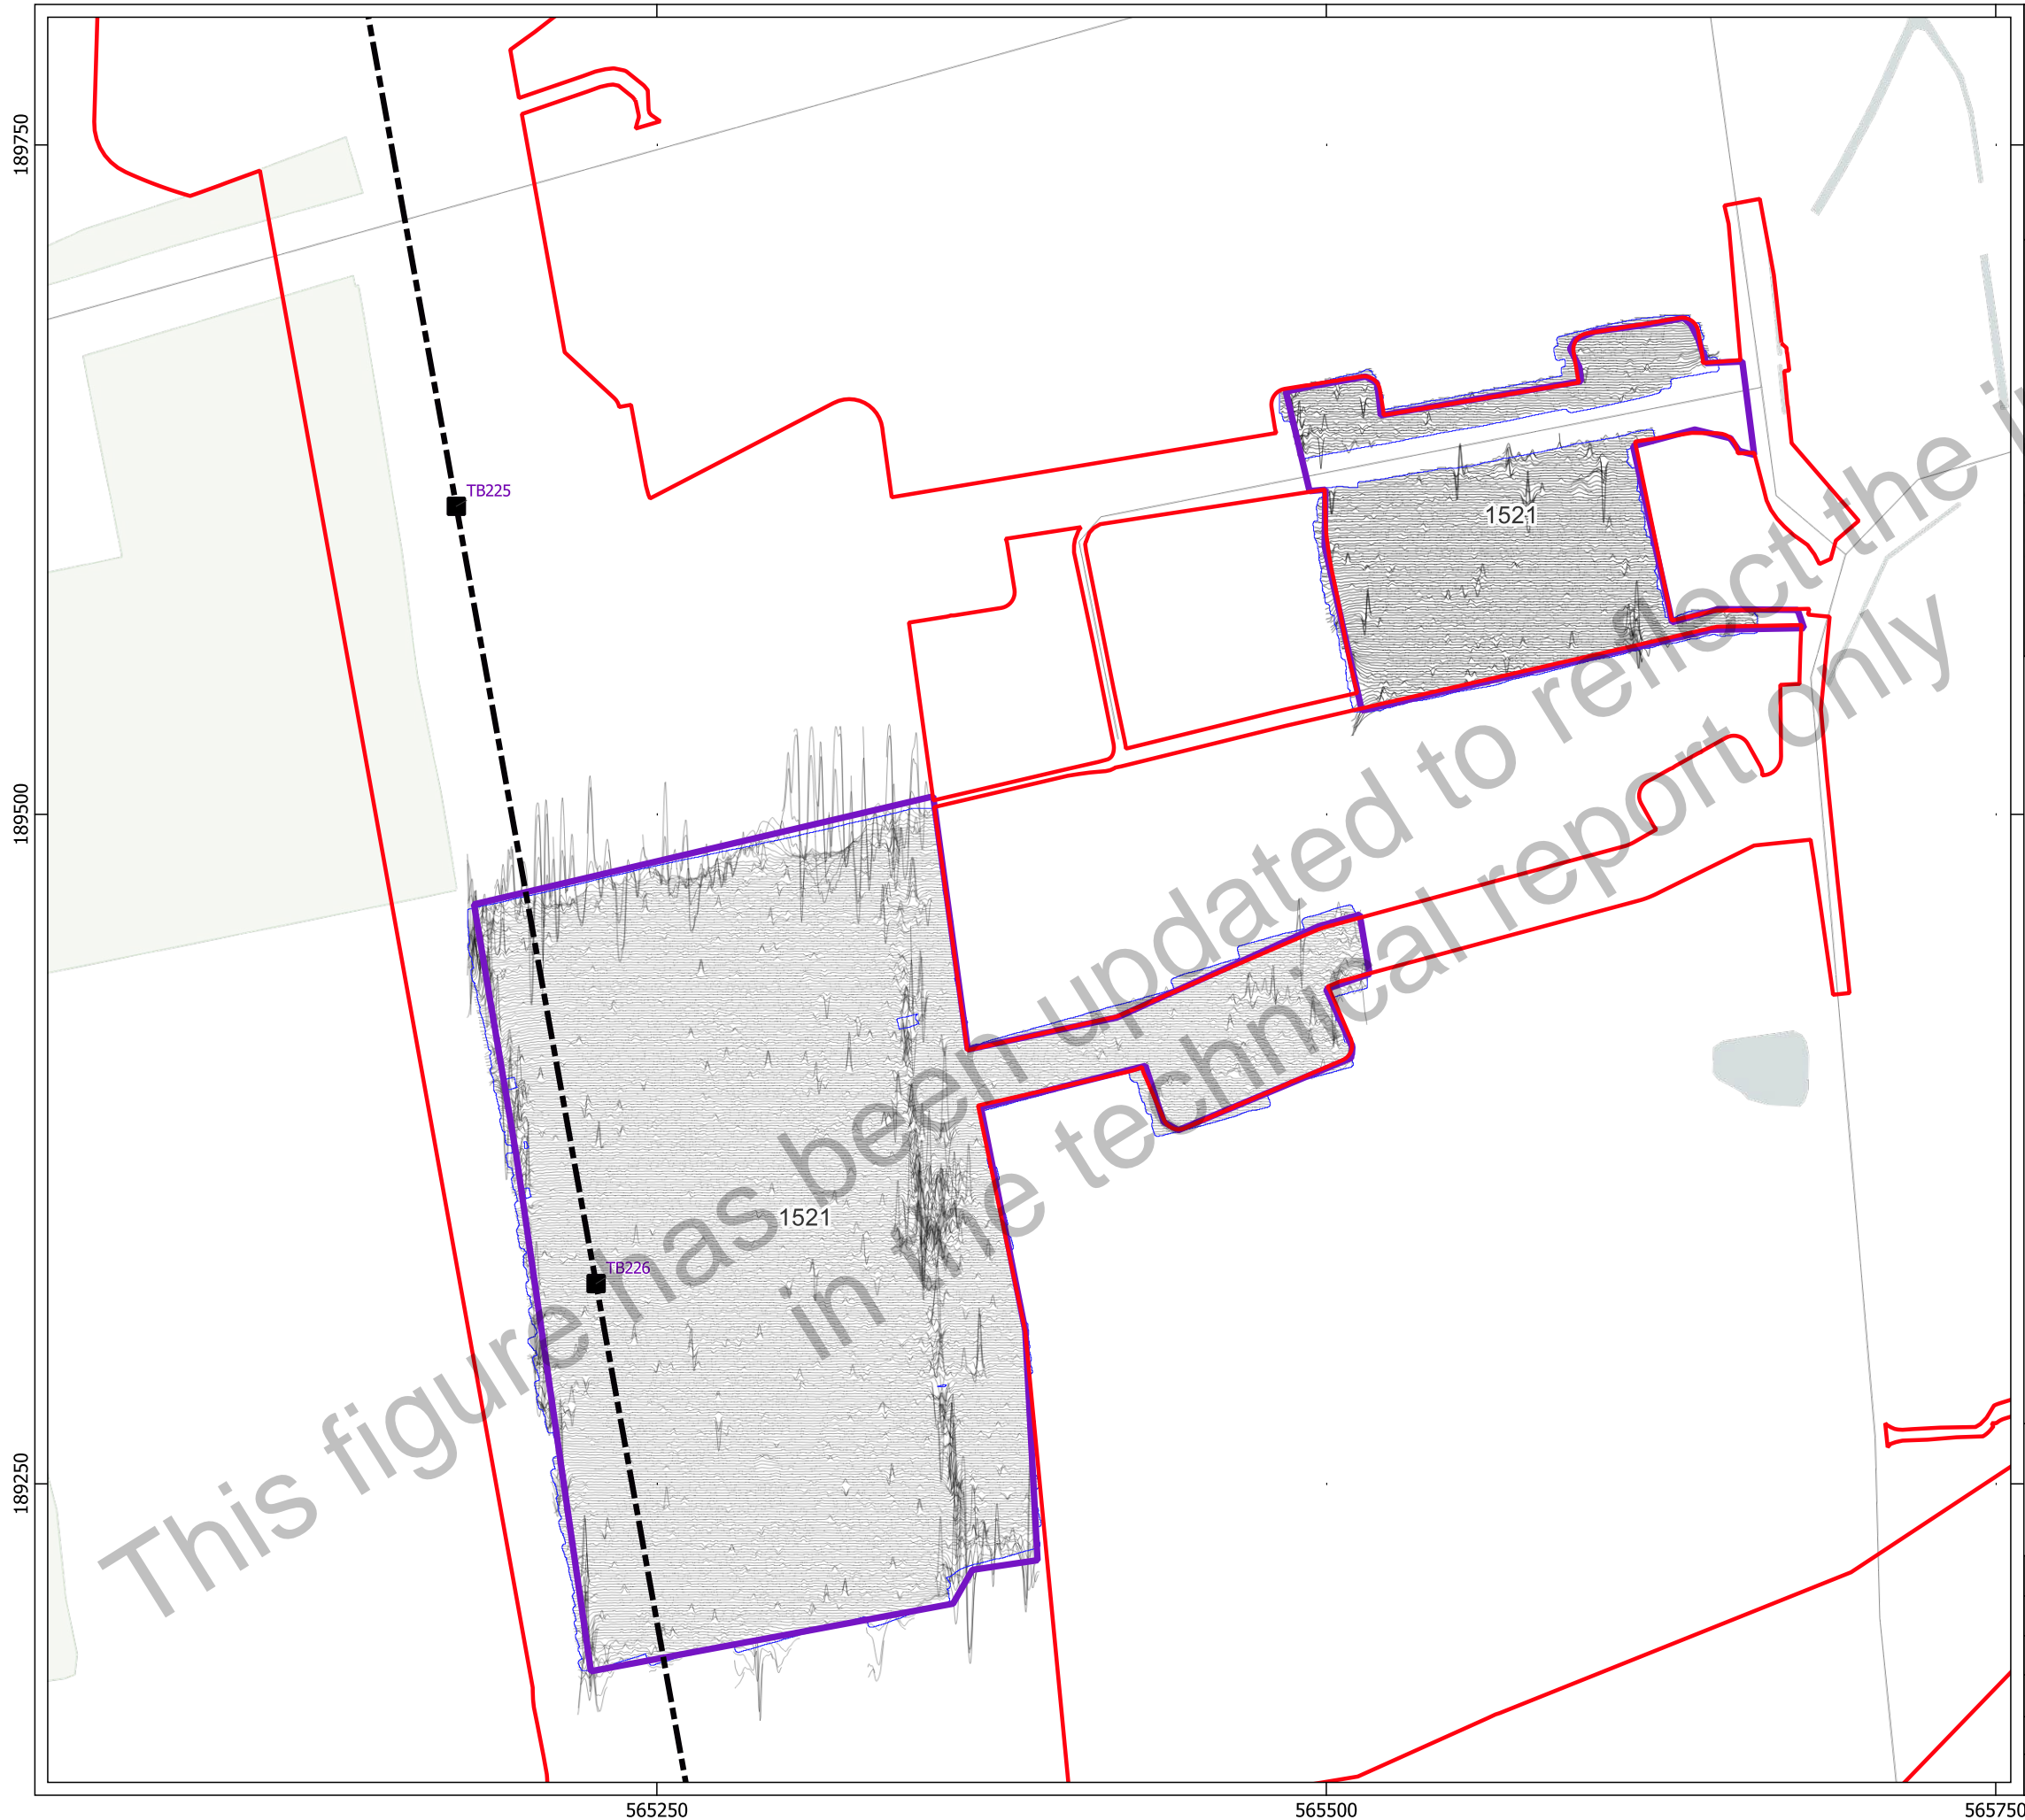 189750
TB225
1521
189500
1521
TB226
189250
565250
565500
565750
This figure has been updated to reflect the
in the technical report only